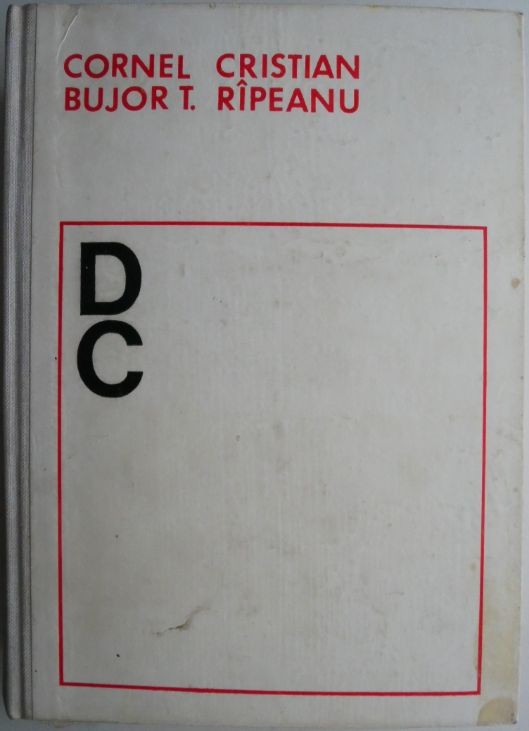 CORNEL CRISTIAN
BUJOR T. RÎPEANU
D
C